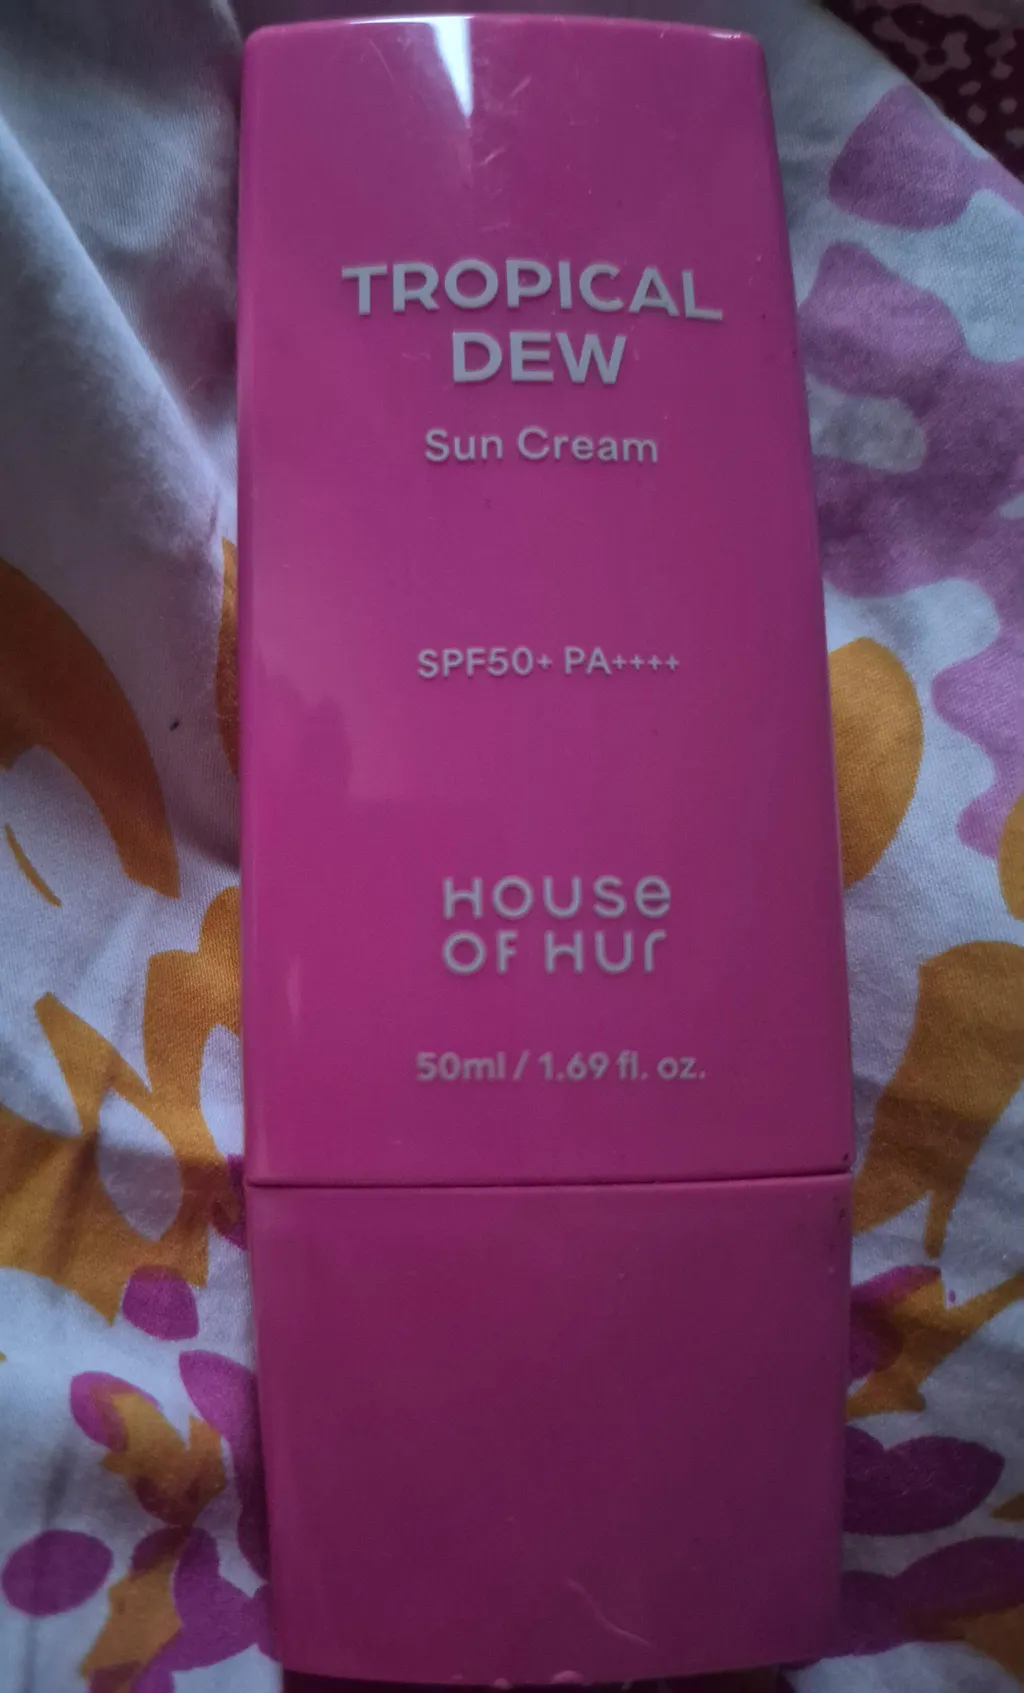 TROPICAL
DEW
Sun Cream
SPF50+ PA++++
HOUSe
OF HUr
50ml / 1.69 fl. oz.